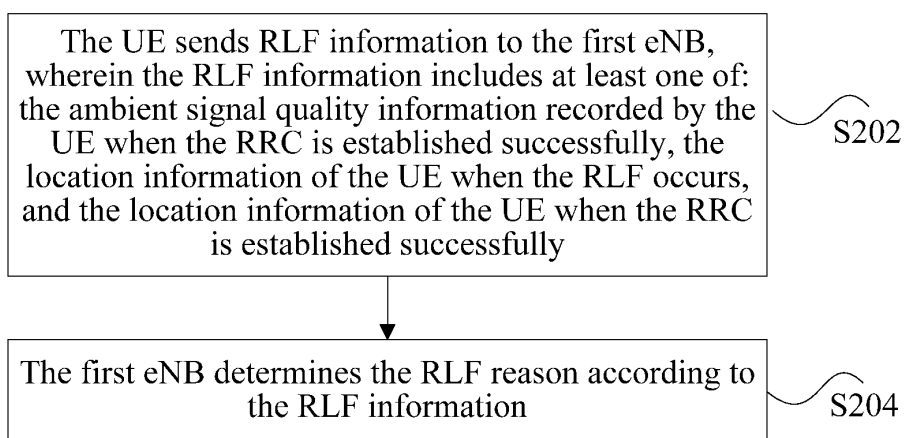 The UE sends RLF information to the first eNB,
wherein the RLF information includes at least one of:
the ambient signal quality information recorded by the
UE when the RRC is established successfully, the
location information of the UE when the RLF occurs,
and the location information of the UE when the RRC
is established successfully
S202
The first eNB determines the RLF reason according to
the RLF information
S204